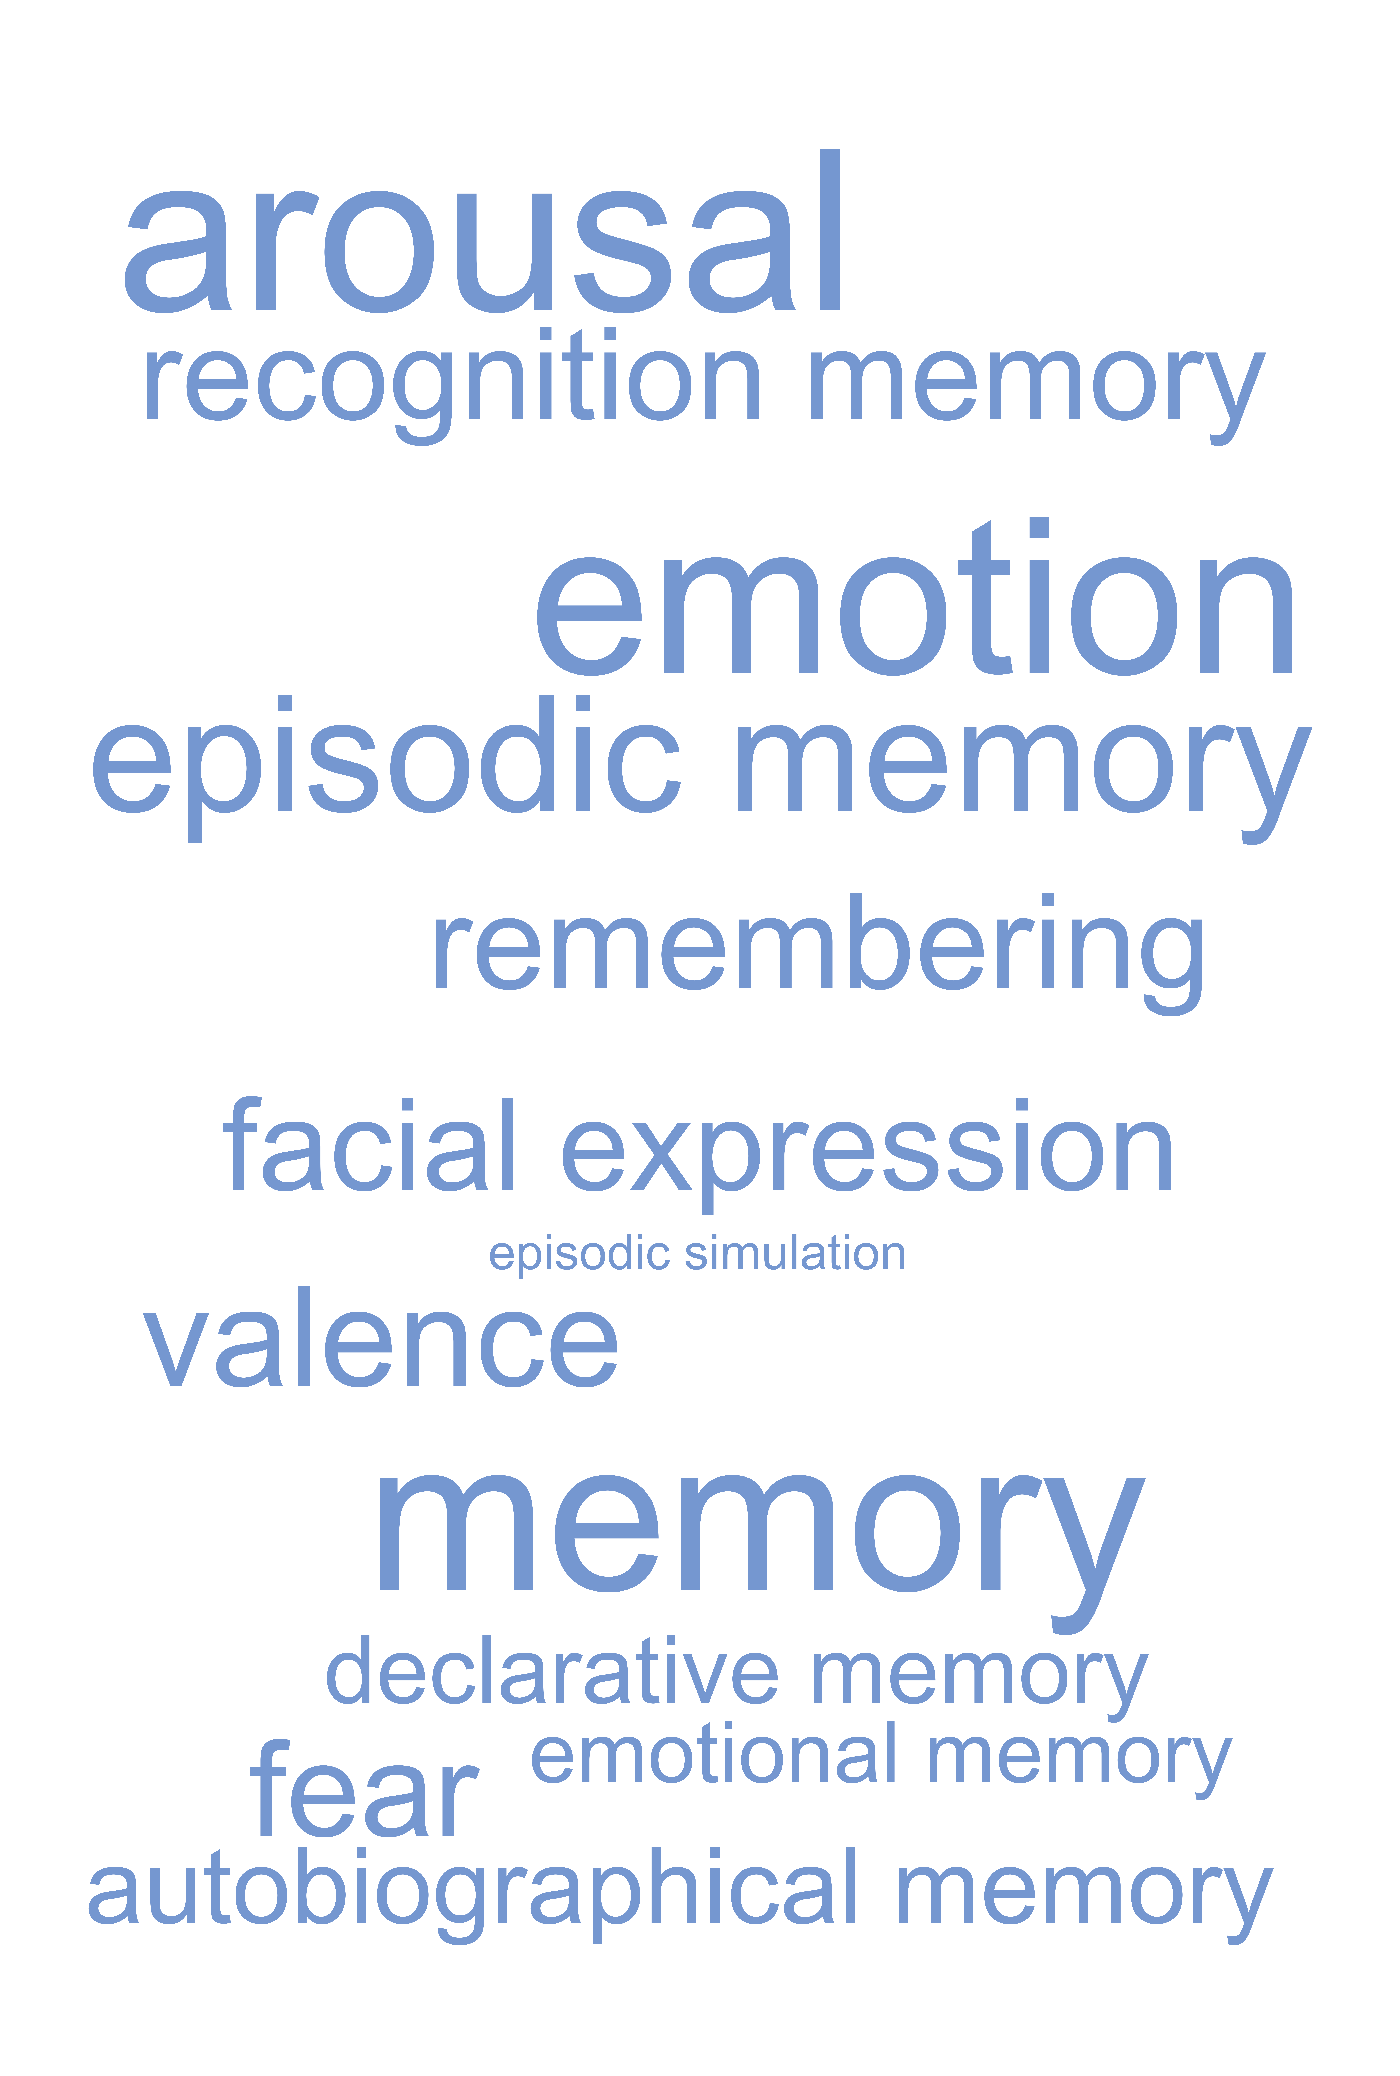 arousal
recognition memory
emotion
episodic memory
remembering
facial expression
episodic simulation
valence
memory
declarative memory
emotional memory
fear
autobiographical memory